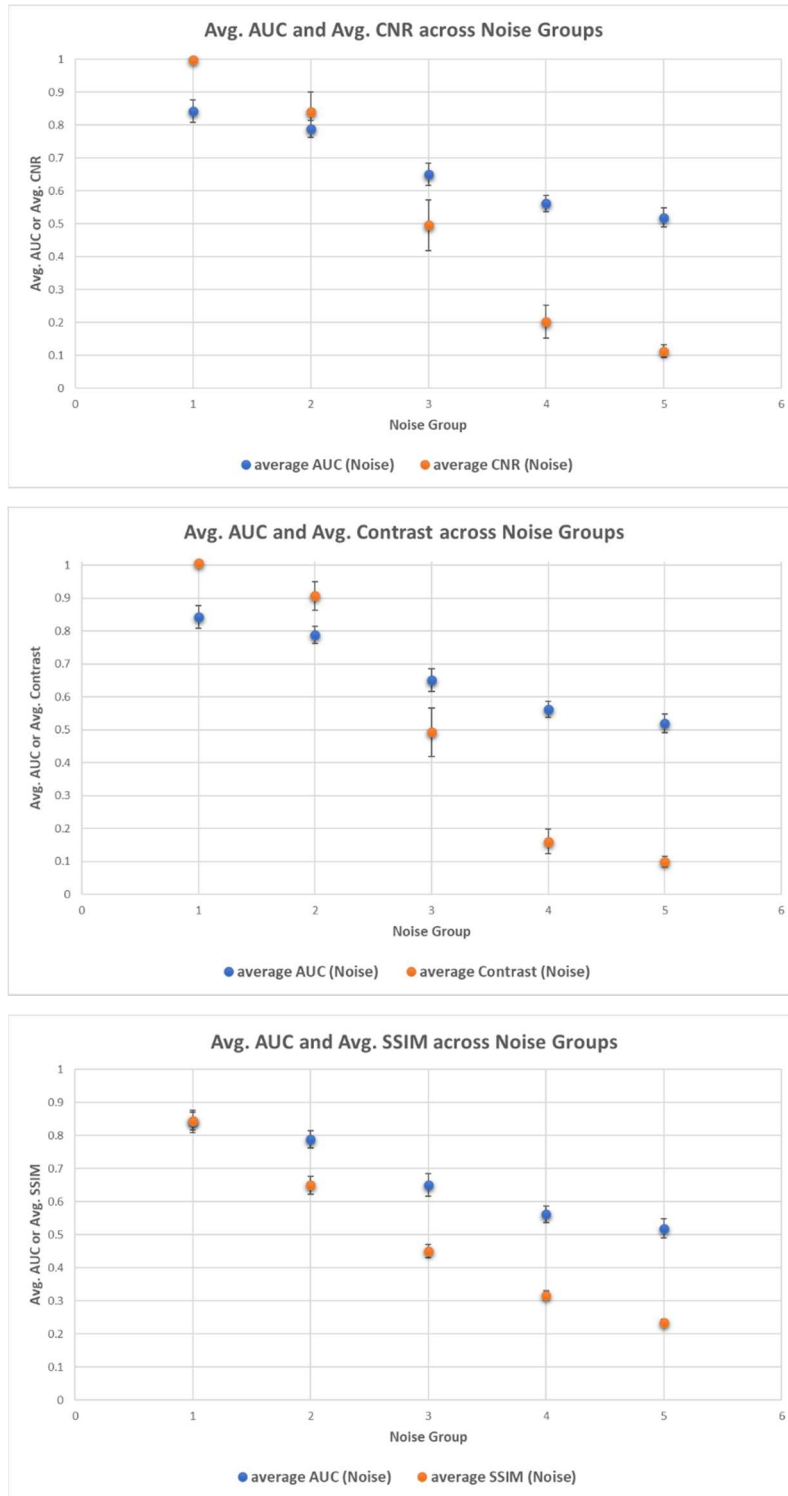 Avg. AUC and Avg. CNR across Noise Groups
Avg. AUC or Avg. CNR
1
0.9
0.8
0.7
0.6
0.5
0.4
0.3
0.2
0.1
0
0 1 2 3 4 5 6
Noise Group
average AUC (Noise) average CNR (Noise)
Avg. AUC and Avg. Contrast across Noise Groups
Avg. AUC or Avg. Contrast
1
0.9
0.8
0.7
0.6
0.5
0.4
0.3
0.2
0.1
0
0 1 2 3 4 5 6
Noise Group
average AUC (Noise) average Contrast (Noise)
Avg. AUC and Avg. SSIM across Noise Groups
Avg. AUC or Avg. SSIM
1
0.9
0.8
0.7
0.6
0.5
0.4
0.3
0.2
0.1
0
0 1 2 3 4 5 6
Noise Group
average AUC (Noise) average SSIM (Noise)